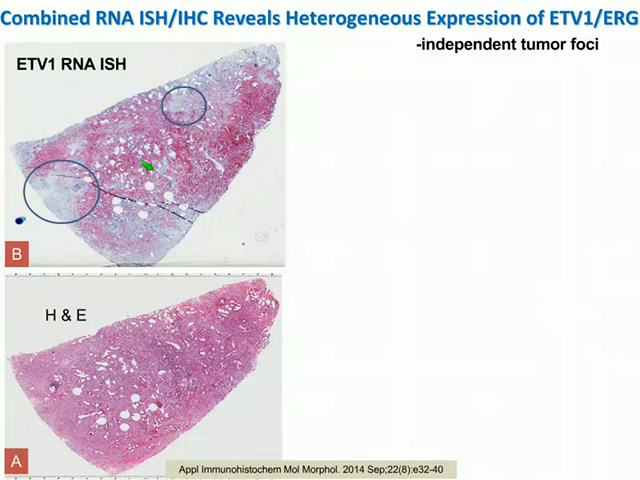 Combined RNA ISH/IHC Reveals Heterogeneous Expression of ETV1/ERG
-independent tumor foci
ETV1 RNA ISH
B
H & E
A
Appl Immunohistochem Mol Morphol. 2014 Sep;22(8):e32-40